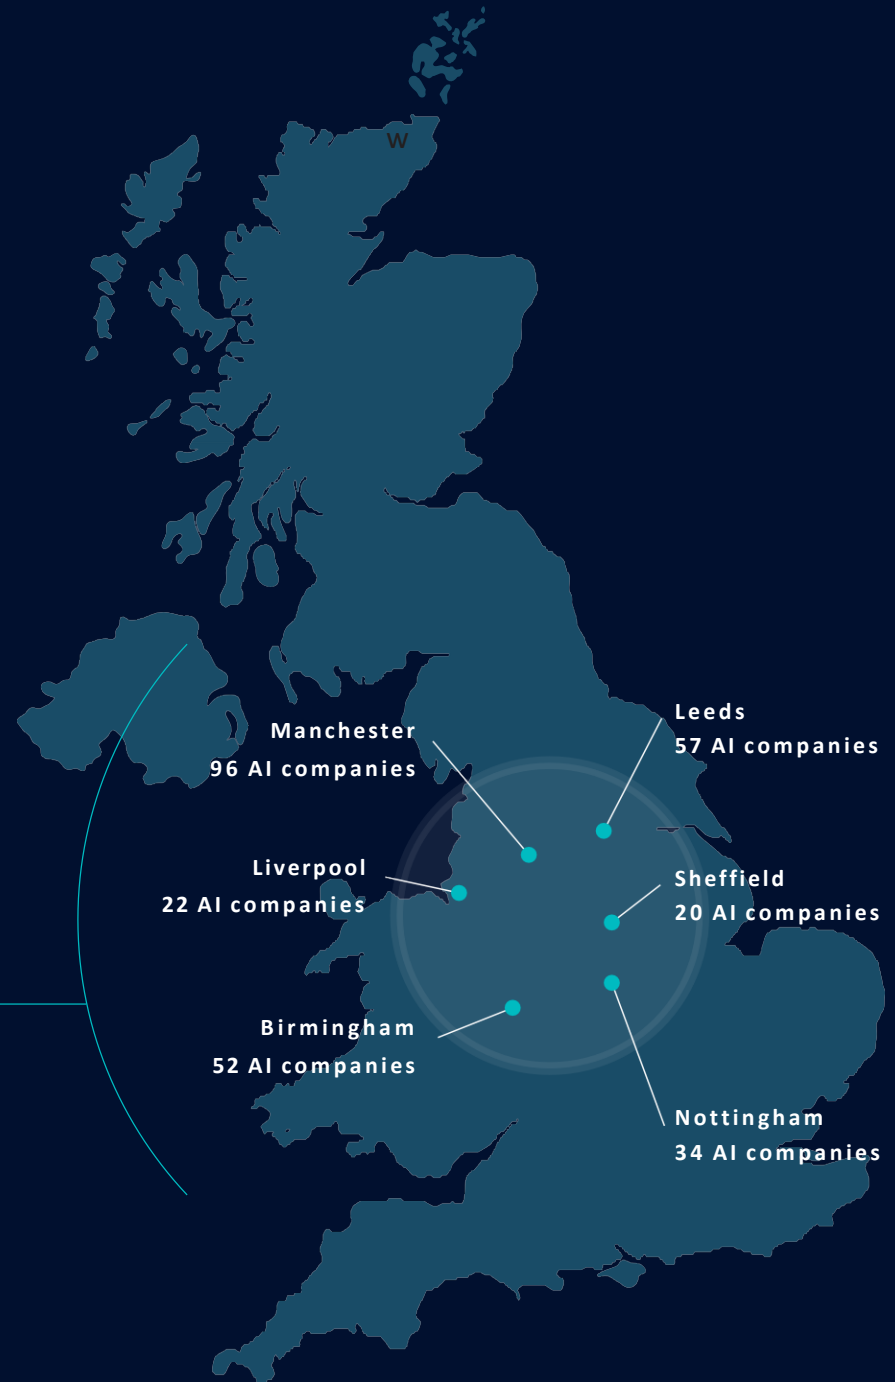 W
Manchester
96 AI companies
Leeds
57 AI companies
Liverpool
22 AI companies
Sheffield
20 AI companies
Birmingham
52 AI companies
Nottingham
34 AI companies